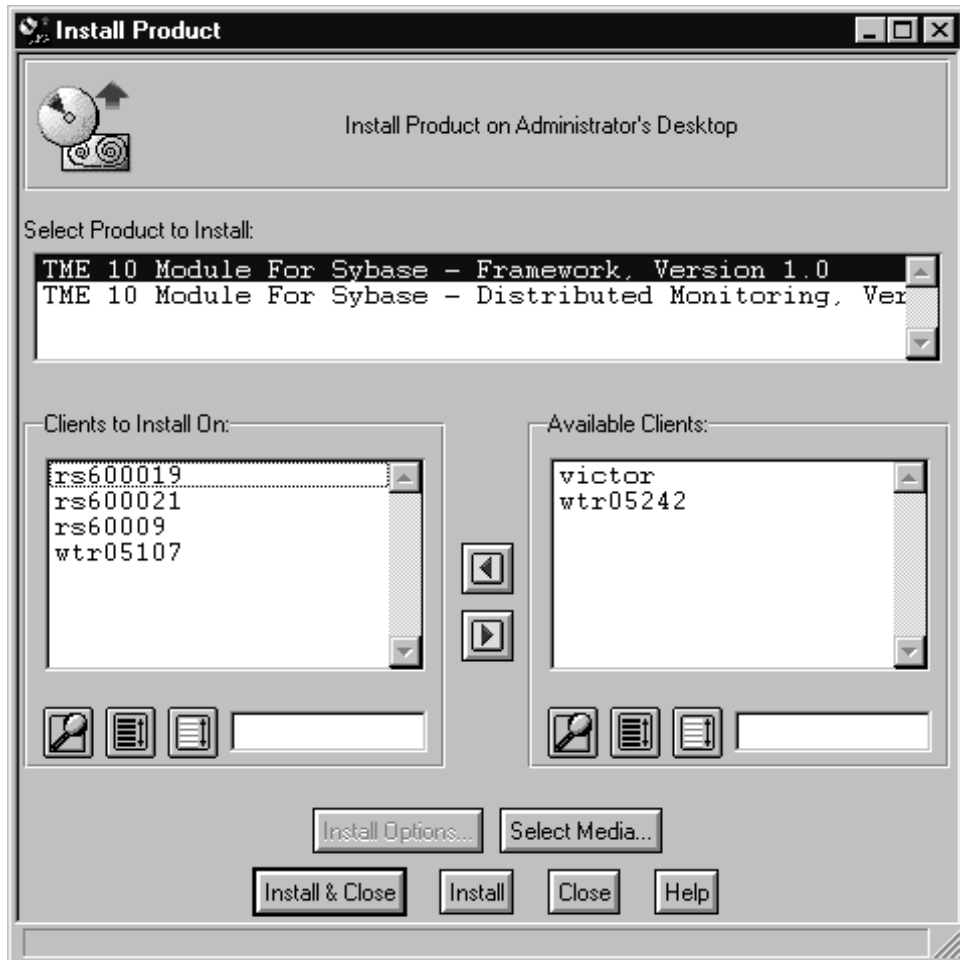 Install Product
Install Product on Administrator's Desktop
Select Product to Install:
TME 10 Module For Sybase - Framework, Version 1.0
TME 10 Module For Sybase - Distributed Monitoring, Ver
Clients to Install On:
rs600019
rs600021
rs60009
wtr05107
Available Clients:
victor
wtr05242
Install Options...
Select Media...
Install & Close
Install
Close
Help